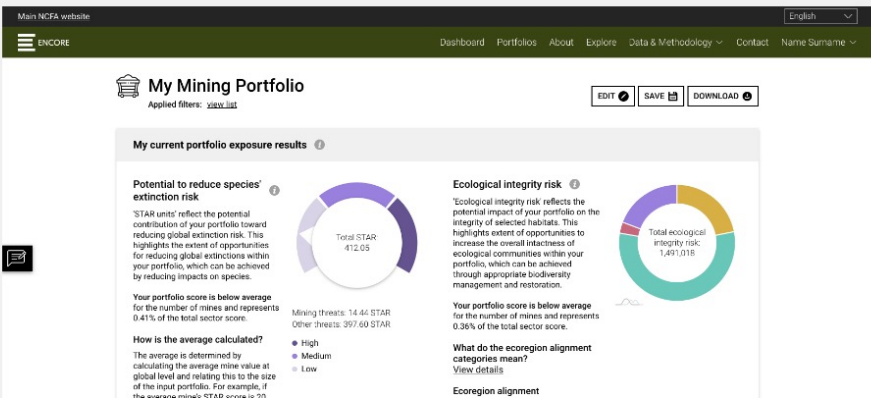 Main NCFA website
English
ENCORE
Dashboard Portfolios About Explore Data & Methodology Contact Name Surname
My Mining Portfolio
Applied filters: view list
EDIT SAVE DOWNLOAD
My current portfolio exposure results
Potential to reduce species'
extinction risk
'STAR units' reflect the potential
contribution of your portfolio toward
reducing global extinction risk. This
highlights the extent of opportunities
for reducing global extinctions within
your portfolio, which can be achieved
by reducing impacts on species.
Your portfolio score is below average
for the number of mines and represents
0.41% of the total sector score.
How is the average calculated?
The average is determined by
calculating the average mine value at
global level and relating this to the size
of the input portfolio. For example, if
the average mine's STAR score is 20
Total STAR
412.05
Mining threats: 14.44 STAR
Other threats: 397.60 STAR
High
Medium
Low
Ecological integrity risk
'Ecological integrity risk' reflects the
potential impact of your portfolio on the
integrity of selected habitats. This
highlights extent of opportunities to
increase the overall intactness of
ecological communities within your
portfolio, which can be achieved
through appropriate biodiversity
management and restoration.
Your portfolio score is below average
for the number of mines and represents
0.36% of the total sector score.
What do the ecoregion alignment
categories mean?
View details
Ecoregion alignment
Total ecological
integrity risk:
1,491,018